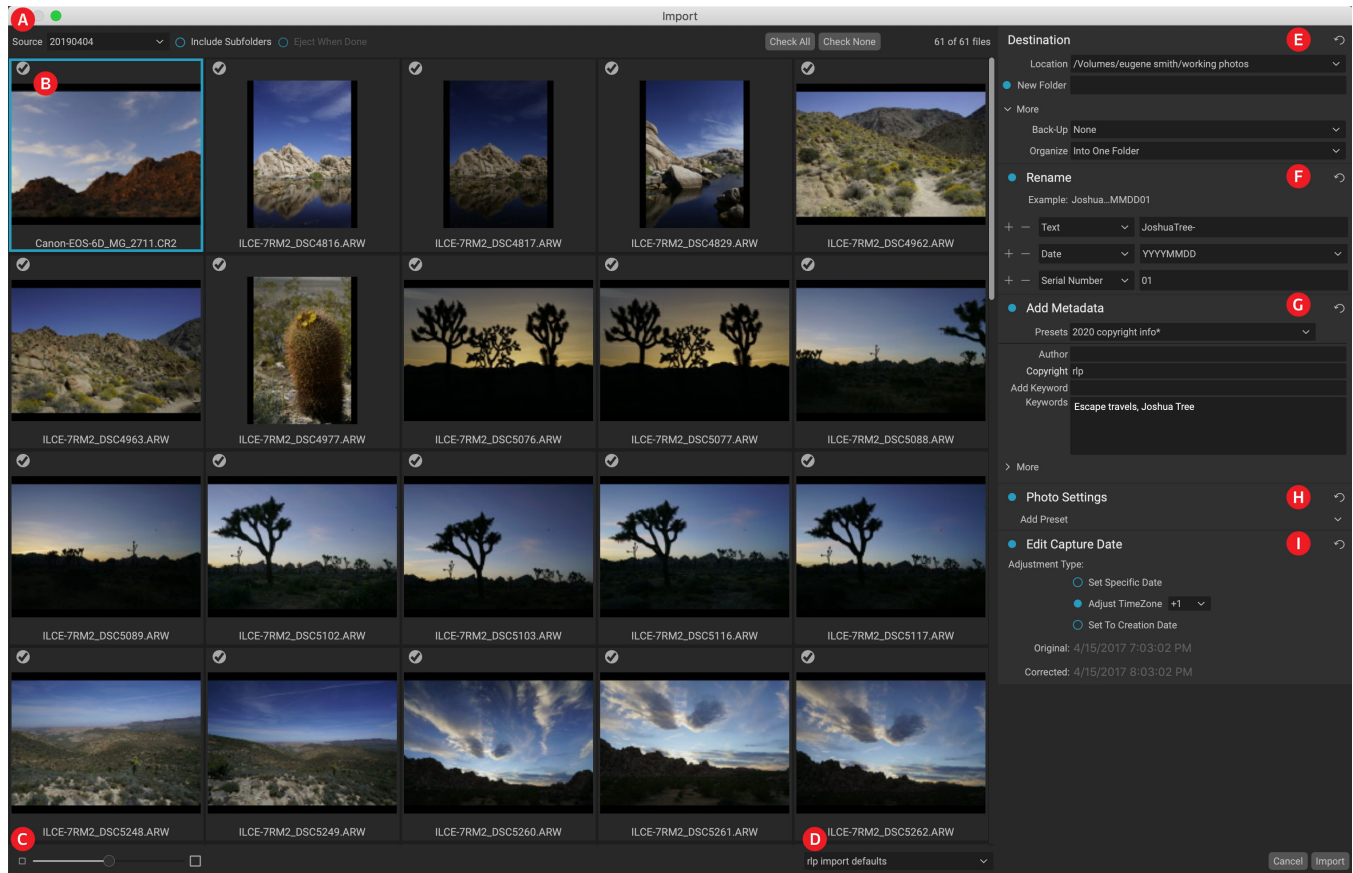 Import
A
Source 20190404 Include Subfolders Eject When Done Check All Check None 61 of 61 files
B
Canon-EOS-6D_MG_2711.CR2 ILCE-7RM2_DSC4816.ARW ILCE-7RM2_DSC4817.ARW ILCE-7RM2_DSC4829.ARW ILCE-7RM2_DSC4962.ARW
ILCE-7RM2_DSC4963.ARW ILCE-7RM2_DSC4977.ARW ILCE-7RM2_DSC5076.ARW ILCE-7RM2_DSC5077.ARW ILCE-7RM2_DSC5088.ARW
ILCE-7RM2_DSC5089.ARW ILCE-7RM2_DSC5102.ARW ILCE-7RM2_DSC5103.ARW ILCE-7RM2_DSC5116.ARW ILCE-7RM2_DSC5117.ARW
ILCE-7RM2_DSC5248.ARW ILCE-7RM2_DSC5249.ARW ILCE-7RM2_DSC5260.ARW ILCE-7RM2_DSC5261.ARW ILCE-7RM2_DSC5262.ARW
C
D
rlp import defaults
Destination E
Location /Volumes/eugene smith/working photos
New Folder
More
Back-Up None
Organize Into One Folder
Rename F
Example: Joshua...MMDD01
+ − Text JoshuaTree-
+ − Date YYYYMMDD
+ − Serial Number 01
Add Metadata G
Presets 2020 copyright info*
Author
Copyright rlp
Add Keyword
Keywords Escape travels, Joshua Tree
More
Photo Settings H
Add Preset
Edit Capture Date I
Adjustment Type:
Set Specific Date
Adjust TimeZone +1
Set To Creation Date
Original: 4/15/2017 7:03:02 PM
Corrected: 4/15/2017 8:03:02 PM
Cancel Import